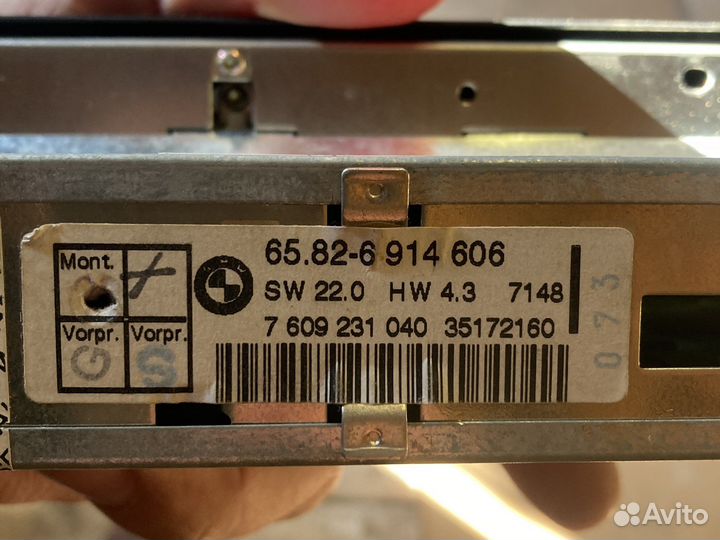 65.82-6 914 606
SW 22.0 HW 4.3 7148
7 609 231 040 35172160
Mont.
Vorpr. Vorpr.
G S
073
Avito